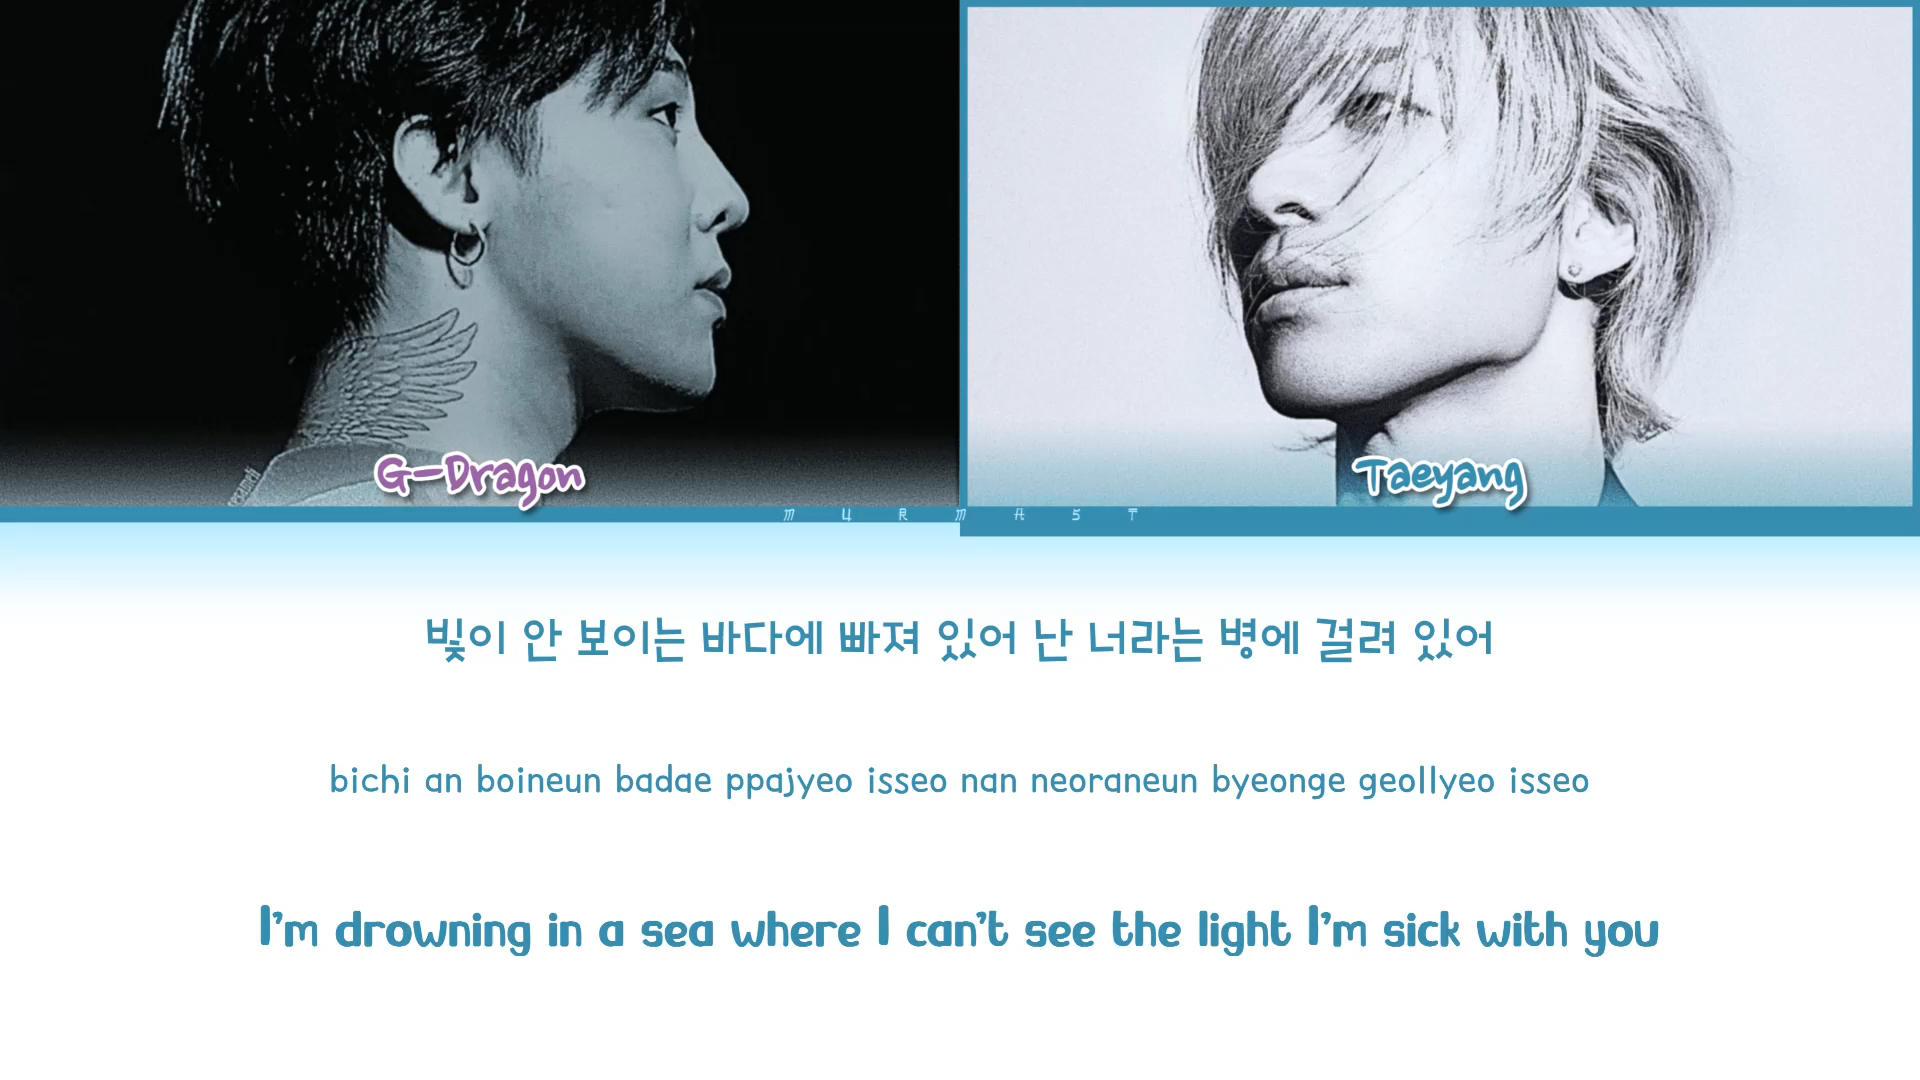 G-Dragon
Taeyang
M U R M A S T
빛이 안 보이는 바다에 빠져 있어 난 너라는 병에 걸려 있어
bichi an boineun badae ppajyeo isseo nan neoraneun byeonge geollyeo isseo
I'm drowning in a sea where I can't see the light I'm sick with you